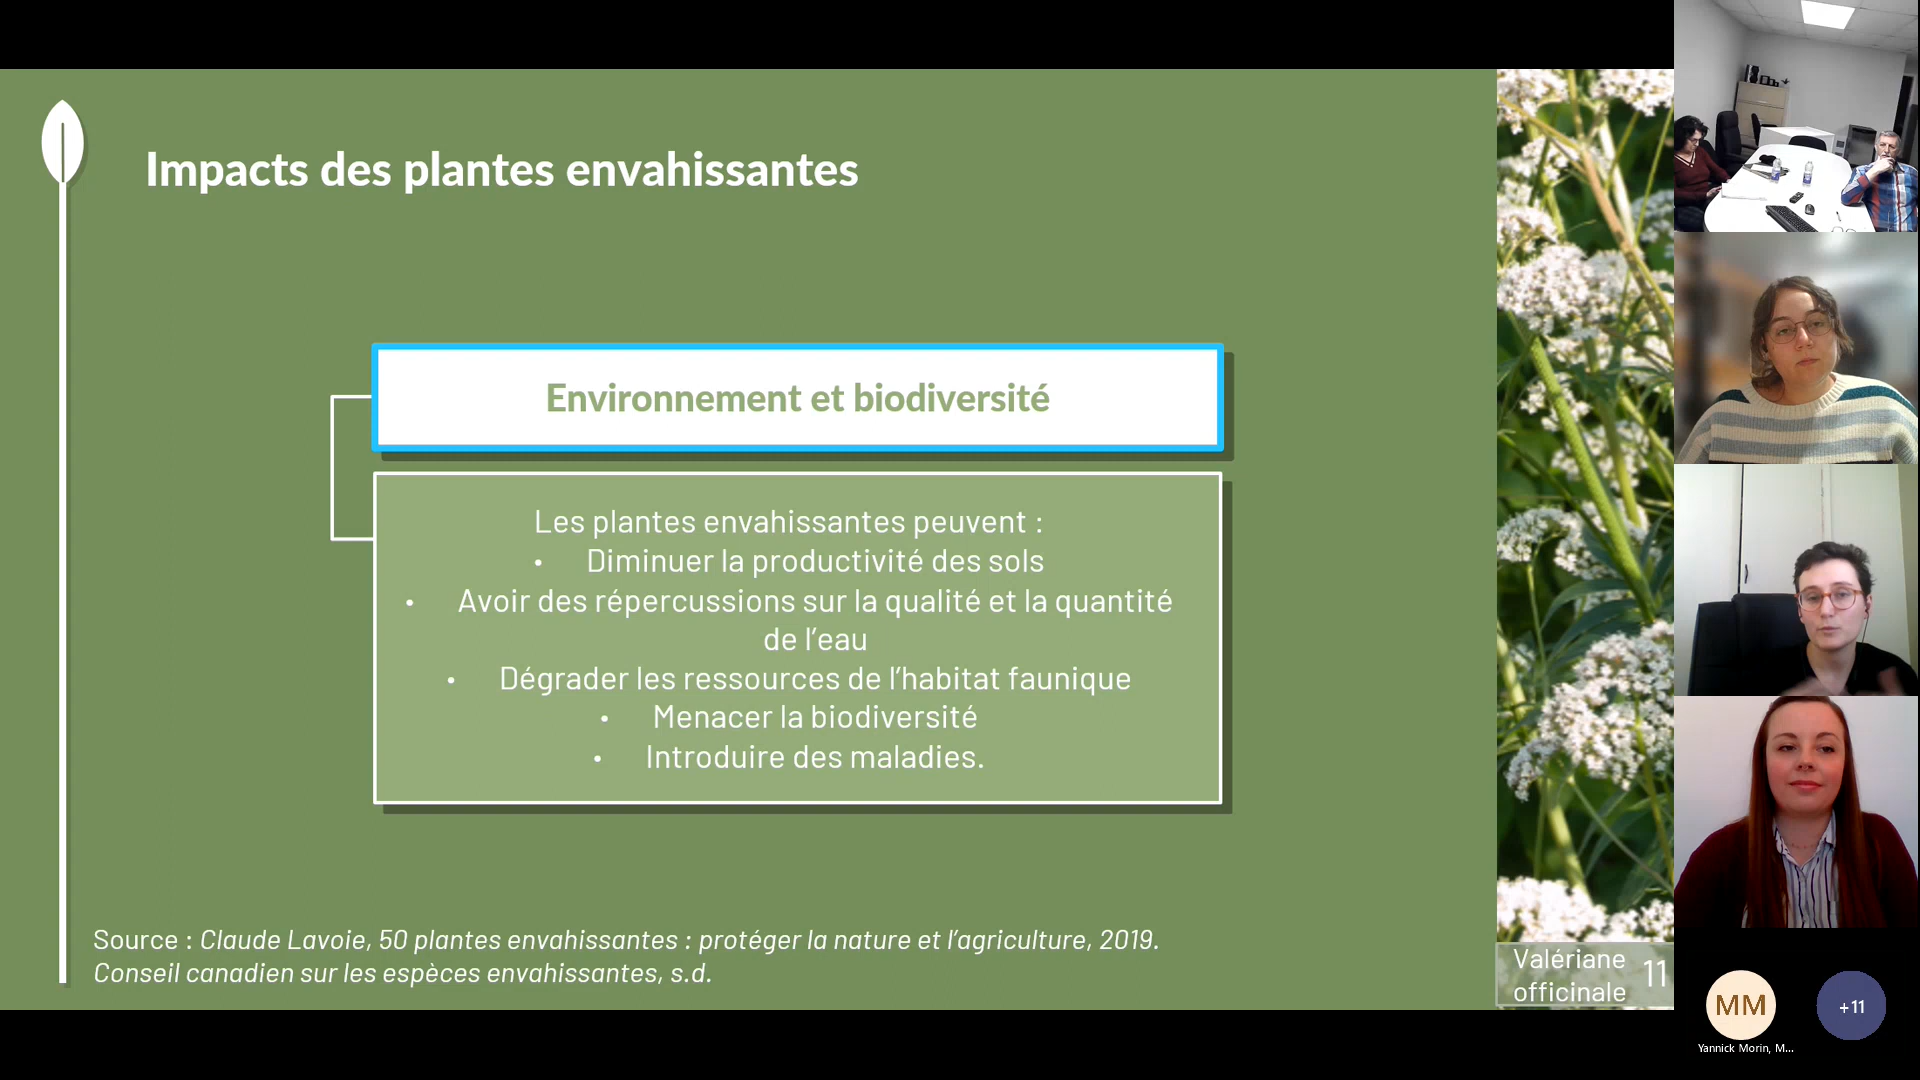 Impacts des plantes envahissantes
Environnement et biodiversité
Les plantes envahissantes peuvent :
• Diminuer la productivité des sols
• Avoir des répercussions sur la qualité et la quantité
de l’eau
• Dégrader les ressources de l’habitat faunique
• Menacer la biodiversité
• Introduire des maladies.
Source : Claude Lavoie, 50 plantes envahissantes : protéger la nature et l’agriculture, 2019.
Conseil canadien sur les espèces envahissantes, s.d.
Valériane
officinale
11
MM
+11
Yannick Morin, M...